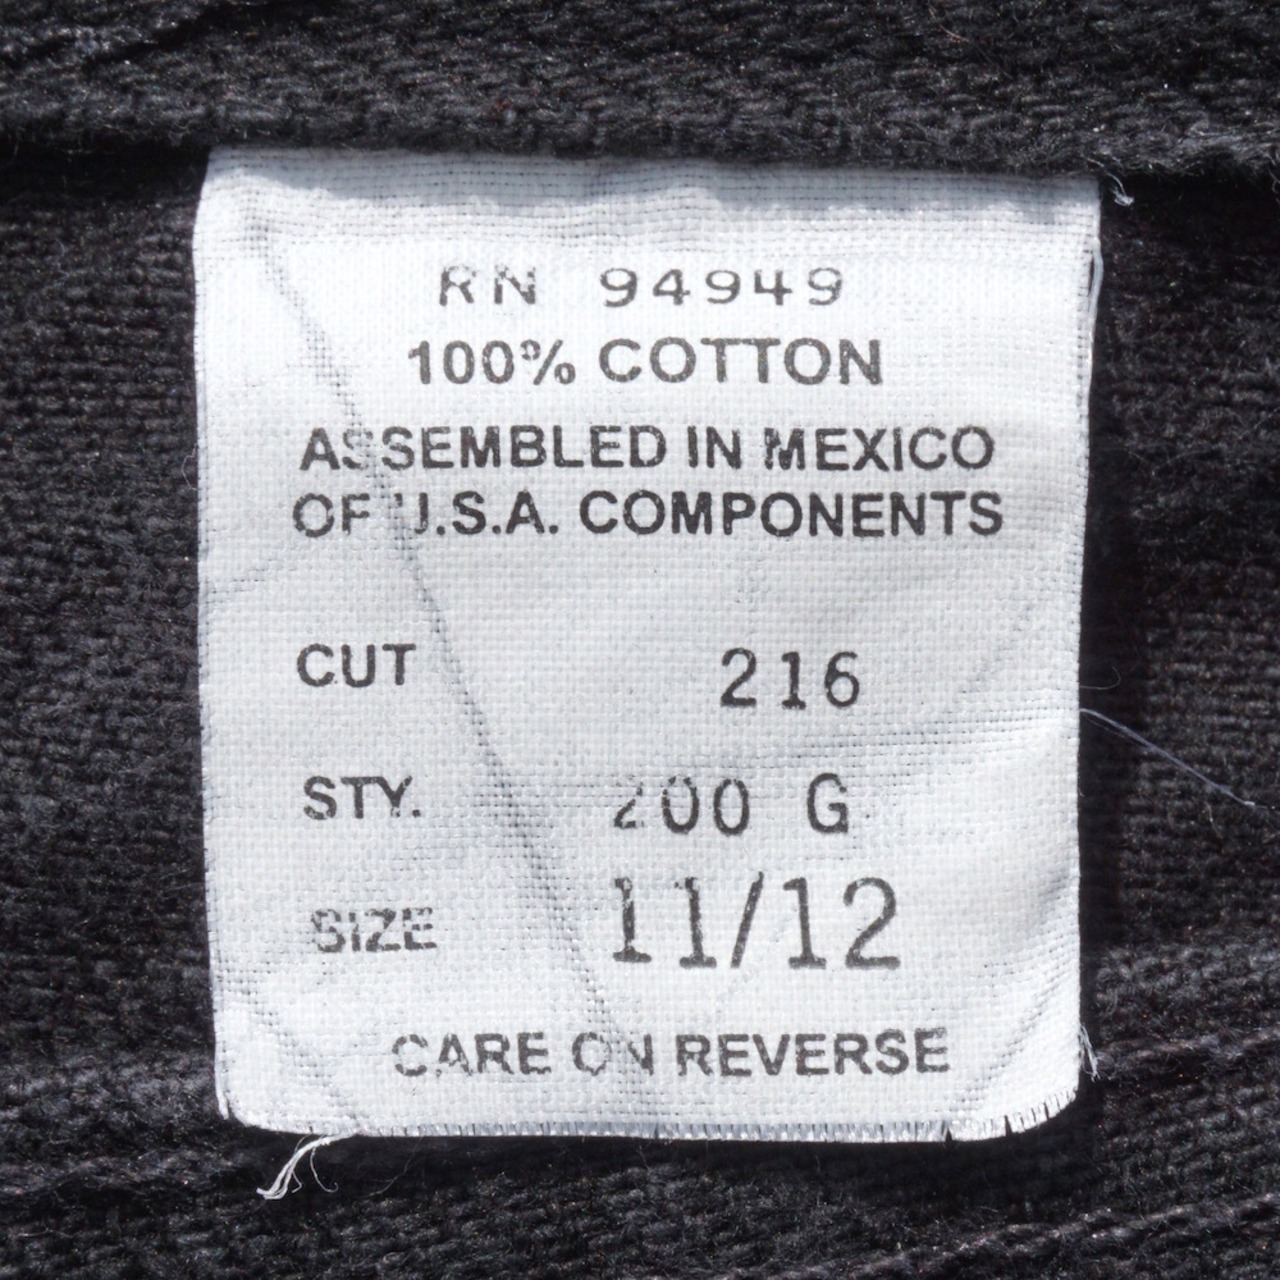 RN 94949
100% COTTON
ASSEMBLED IN MEXICO
OF U.S.A. COMPONENTS
CUT 216
STY. 200 G
SIZE 11/12
CARE ON REVERSE